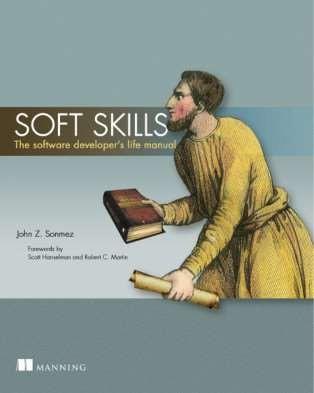 SOFT SKILLS
The software developer's life manual
John Z. Sonmez
Forewords by
Scott Hanselman and Robert C. Martin
MANNING